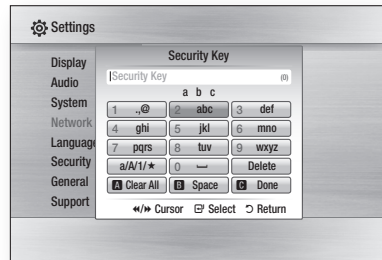 Settings
Display
Audio
System
Network
Language
Security
General
Support
Security Key
Security Key (0)
a b c
1 .,@ 2 abc 3 def
4 ghi 5 jkl 6 mno
7 pqrs 8 tuv 9 wxyz
a/A/1/★ 0 ⎵ Delete
A Clear All B Space C Done
◂◂/▸▸ Cursor Select Return